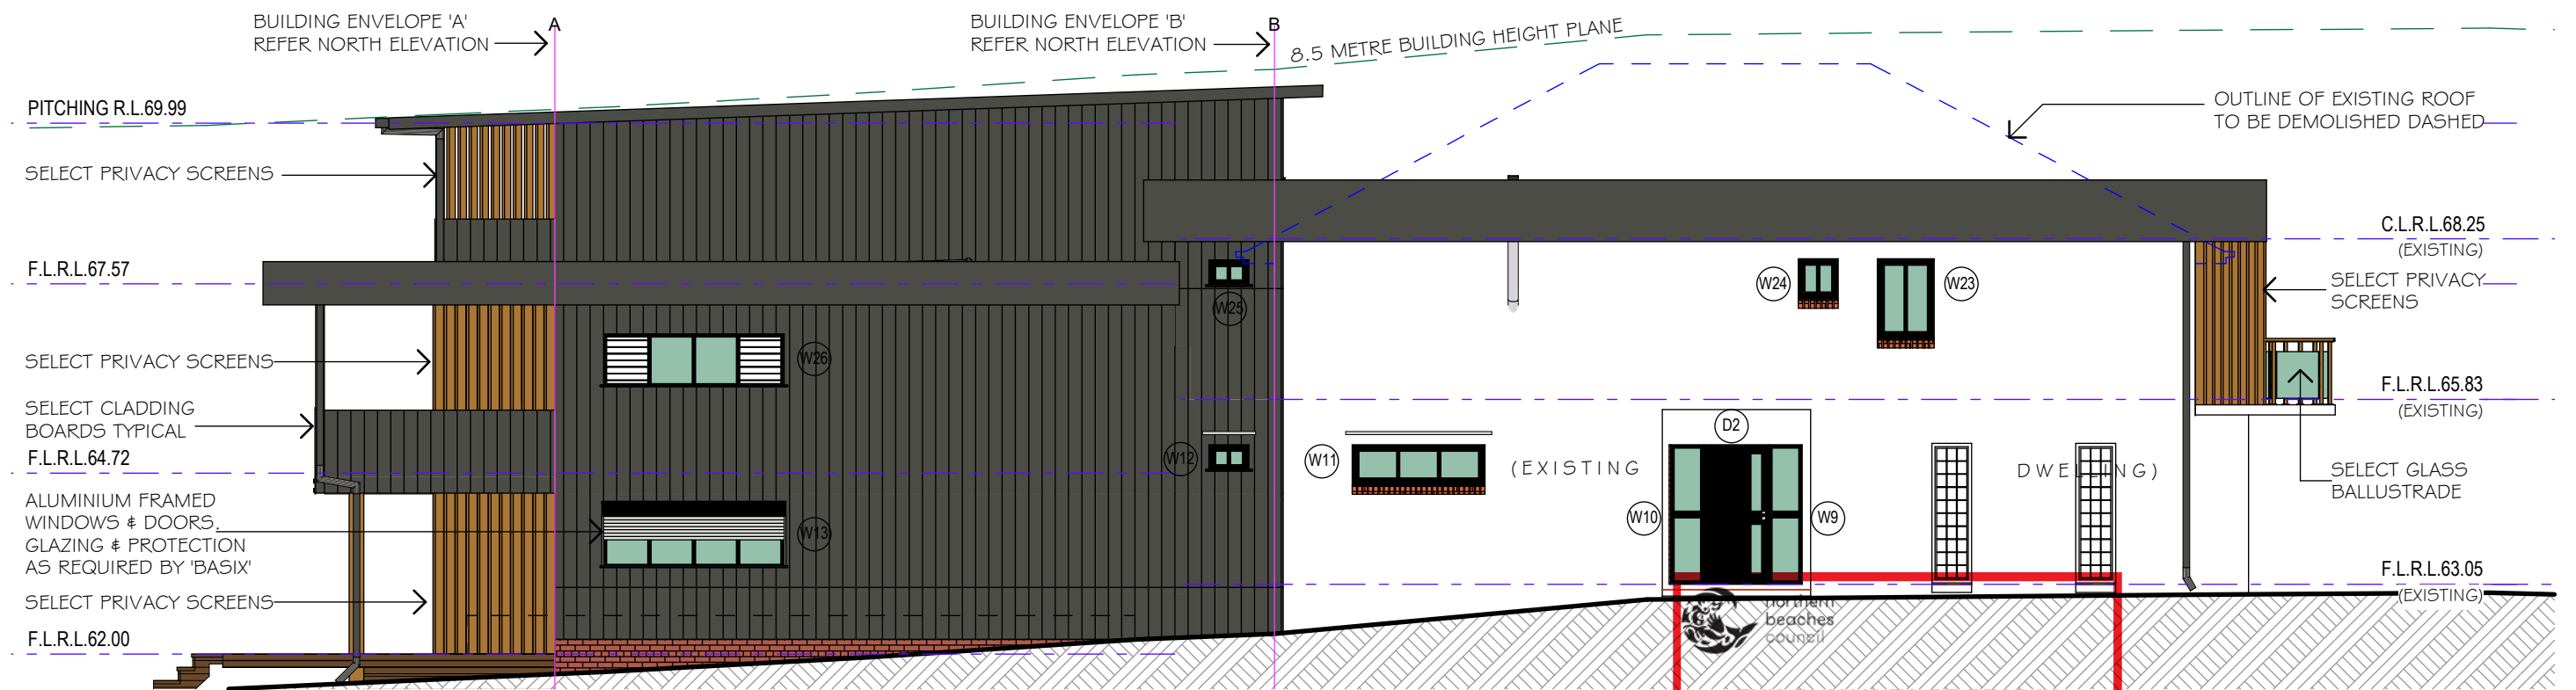 BUILDING ENVELOPE 'A'
REFER NORTH ELEVATION
A
BUILDING ENVELOPE 'B'
REFER NORTH ELEVATION
B
8.5 METRE BUILDING HEIGHT PLANE
PITCHING R.L.69.99
OUTLINE OF EXISTING ROOF
TO BE DEMOLISHED DASHED
SELECT PRIVACY SCREENS
C.L.R.L.68.25
(EXISTING)
F.L.R.L.67.57
W24
W23
SELECT PRIVACY
SCREENS
W25
SELECT PRIVACY SCREENS
W26
F.L.R.L.65.83
(EXISTING)
SELECT CLADDING
BOARDS TYPICAL
D2
F.L.R.L.64.72
W12
W11
(EXISTING
DWELLING)
SELECT GLASS
BALLUSTRADE
ALUMINIUM FRAMED
WINDOWS & DOORS.
GLAZING & PROTECTION
AS REQUIRED BY 'BASIX'
W13
W10
W9
F.L.R.L.63.05
(EXISTING)
SELECT PRIVACY SCREENS
northern
beaches
council
F.L.R.L.62.00